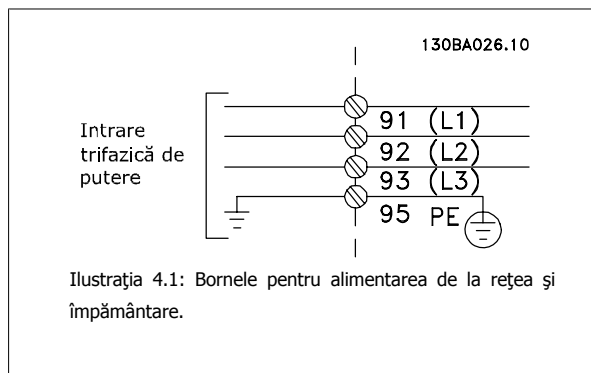 130BA026.10
Intrare
trifazică de
putere
91 (L1)
92 (L2)
93 (L3)
95 PE
Ilustraţia 4.1: Bornele pentru alimentarea de la reţea şi
împământare.